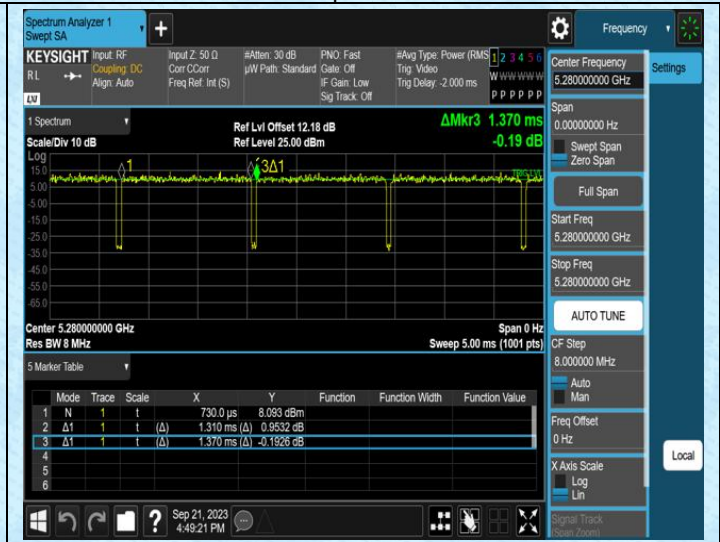 Spectrum Analyzer 1
Swept SA
+
Frequency
KEYSIGHT
Input: RF
Coupling: DC
Align: Auto
Input Z: 50 Ω
Corr CCorr
Freq Ref: Int (S)
#Atten: 30 dB
µW Path: Standard
PNO: Fast
Gate: Off
IF Gain: Low
Sig Track: Off
#Avg Type: Power (RMS
Trig: Video
Trig Delay: -2.000 ms
1 2 3 4 5 6
W W W W W W
P P P P P P
RL
LXI
Settings
Center Frequency
5.280000000 GHz
Span
0.00000000 Hz
Swept Span
Zero Span
Full Span
Start Freq
5.280000000 GHz
Stop Freq
5.280000000 GHz
AUTO TUNE
CF Step
8.000000 MHz
Auto
Man
Freq Offset
0 Hz
X Axis Scale
Log
Lin
Signal Track
(Span Zoom)
Local
1 Spectrum
Scale/Div 10 dB
Ref Lvl Offset 12.18 dB
Ref Level 25.00 dBm
ΔMkr3 1.370 ms
-0.19 dB
Log
15.0
5.00
-5.00
-15.0
-25.0
-35.0
-45.0
-55.0
-65.0
1
3Δ1
TRIG LVL
Center 5.280000000 GHz
Res BW 8 MHz
Span 0 Hz
Sweep 5.00 ms (1001 pts)
5 Marker Table
Mode Trace Scale X Y Function Function Width Function Value
1 N 1 t 730.0 µs 8.093 dBm
2 Δ1 1 t (Δ) 1.310 ms (Δ) 0.9532 dB
3 Δ1 1 t (Δ) 1.370 ms (Δ) -0.1926 dB
4
5
6
?
Sep 21, 2023
4:49:21 PM